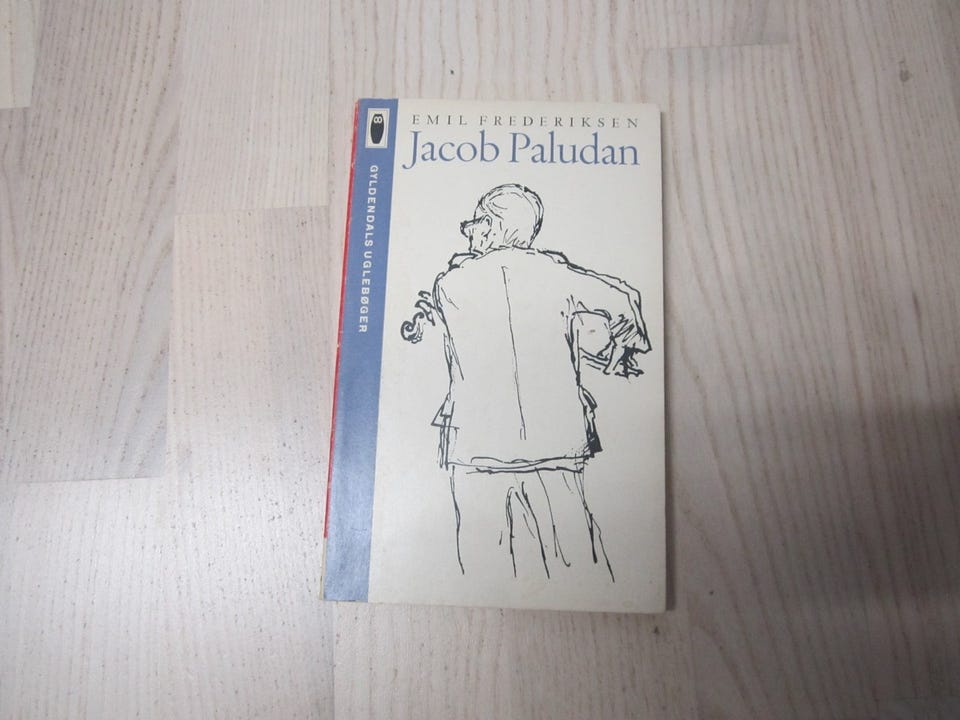 EMIL FREDERIKSEN
Jacob Paludan
GYLDENDALS UGLEBØGER